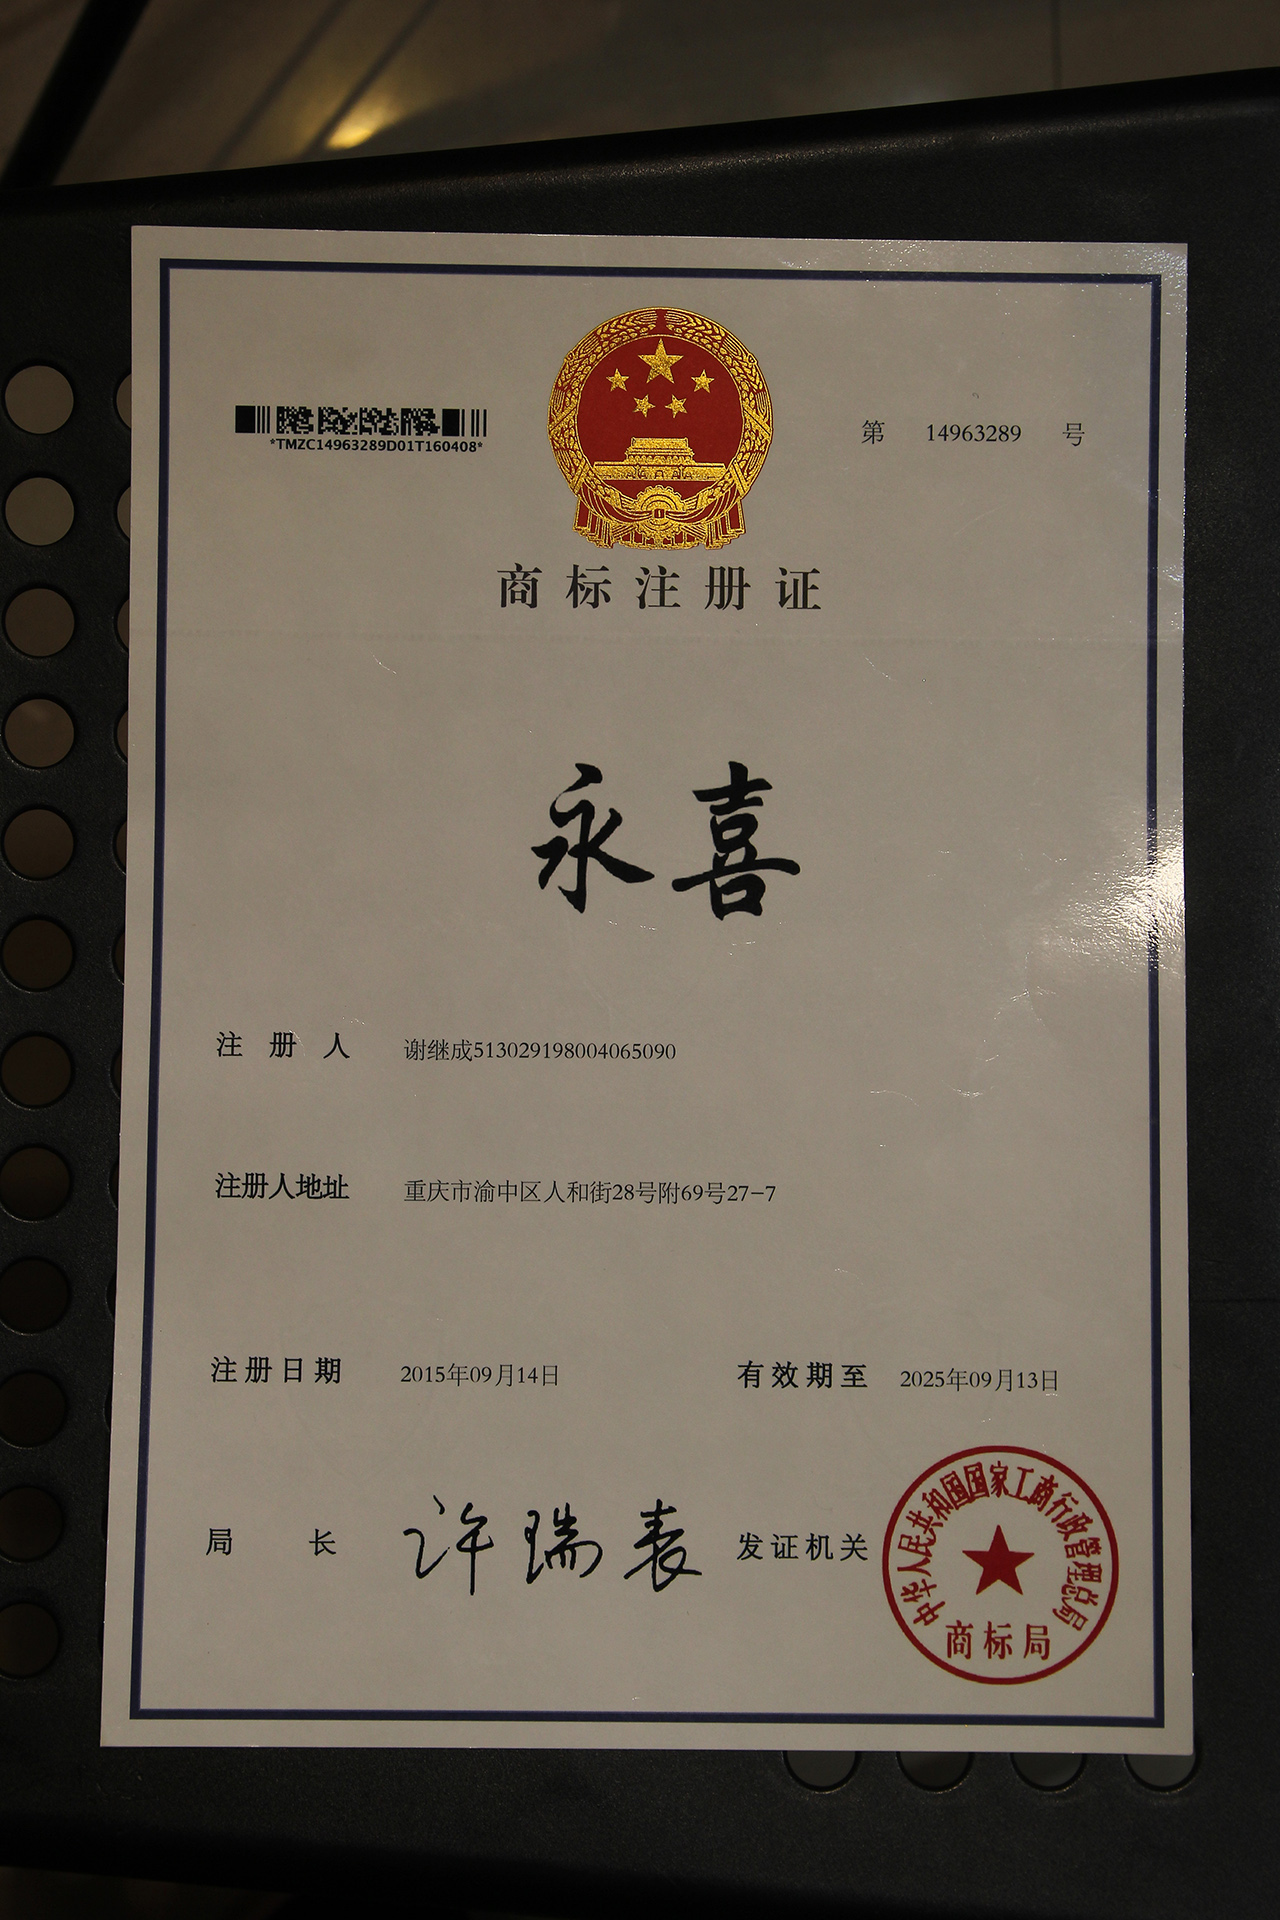 *TMZC14963289D01T160408*
第 14963289 号
商标注册证
永喜
注册人 谢继成513029198004065090
注册人地址 重庆市渝中区人和街28号附69号27-7
注册日期 2015年09月14日 有效期至 2025年09月13日
局长 许瑞表 发证机关
中华人民共和国国家工商行政管理总局
商标局